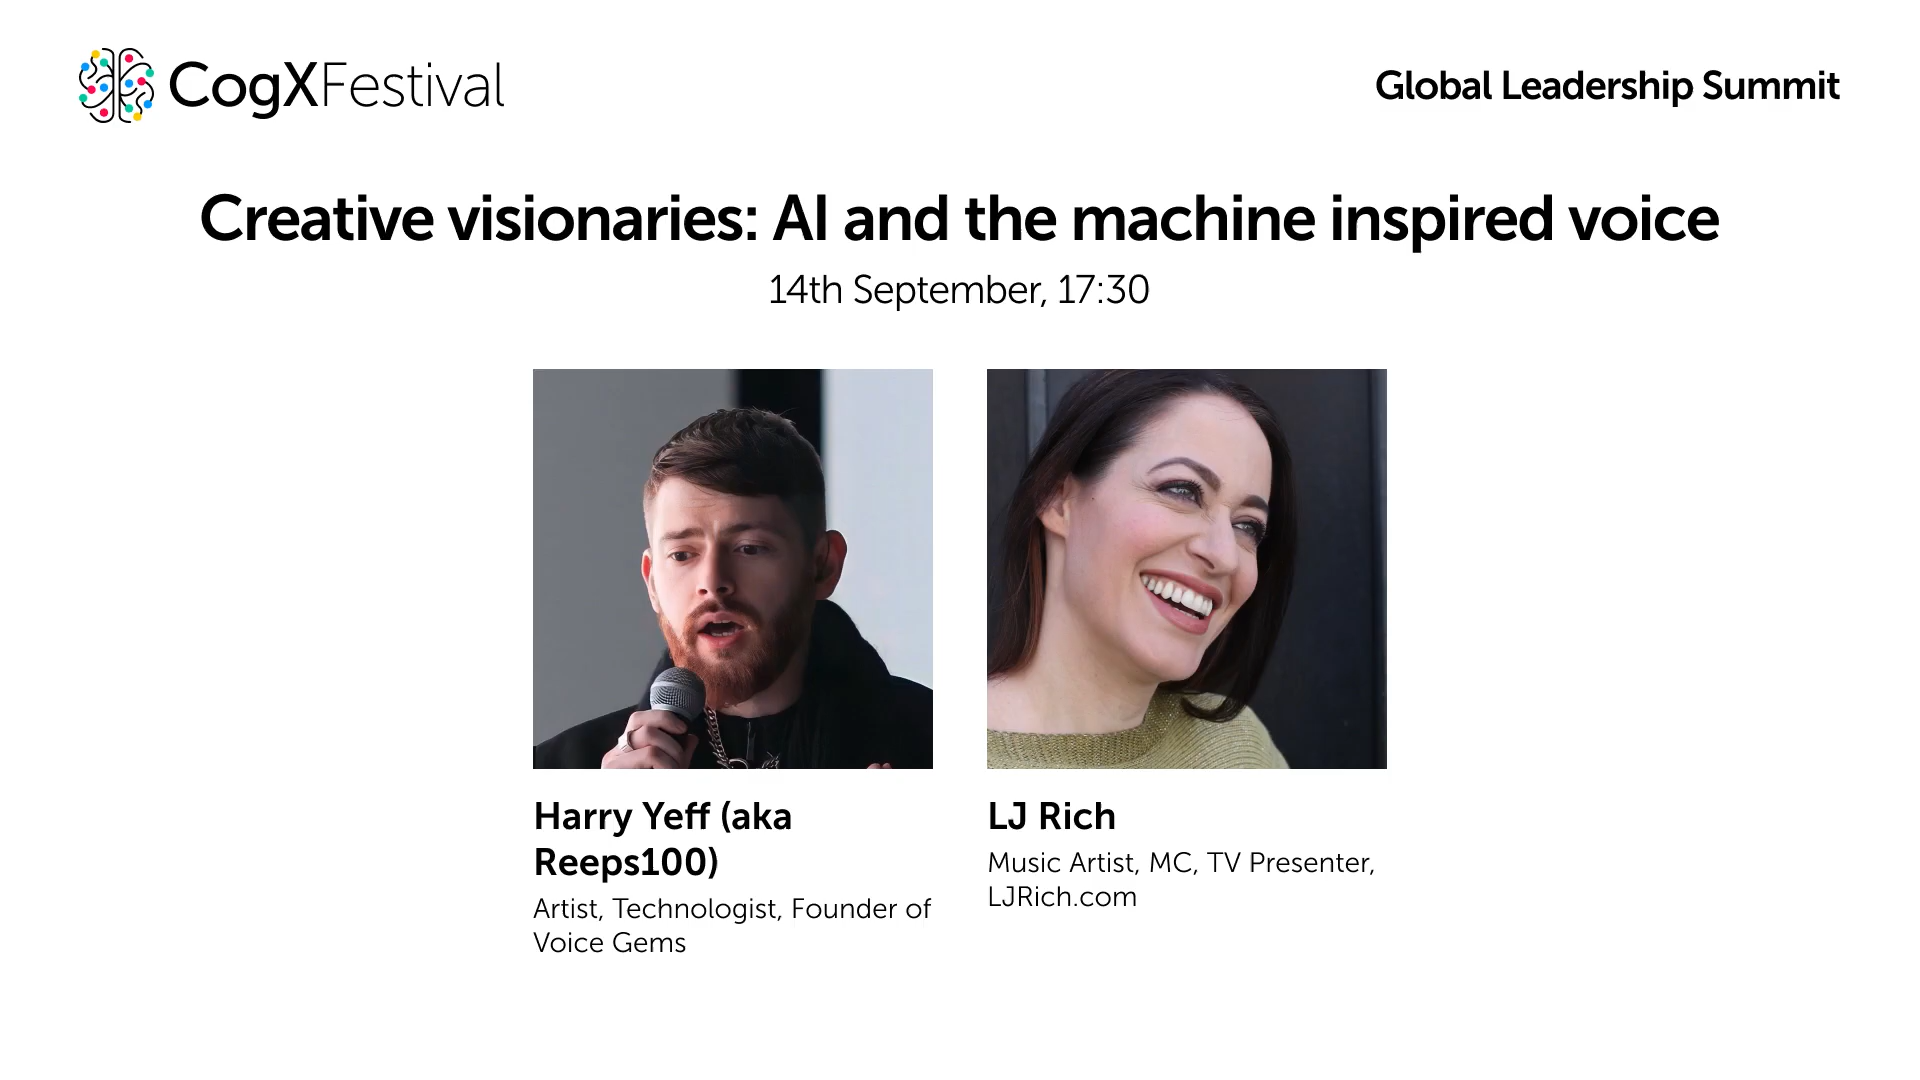 CogXFestival
Global Leadership Summit
Creative visionaries: AI and the machine inspired voice
14th September, 17:30
Harry Yeff (aka
Reeps100)
Artist, Technologist, Founder of
Voice Gems
LJ Rich
Music Artist, MC, TV Presenter,
LJRich.com